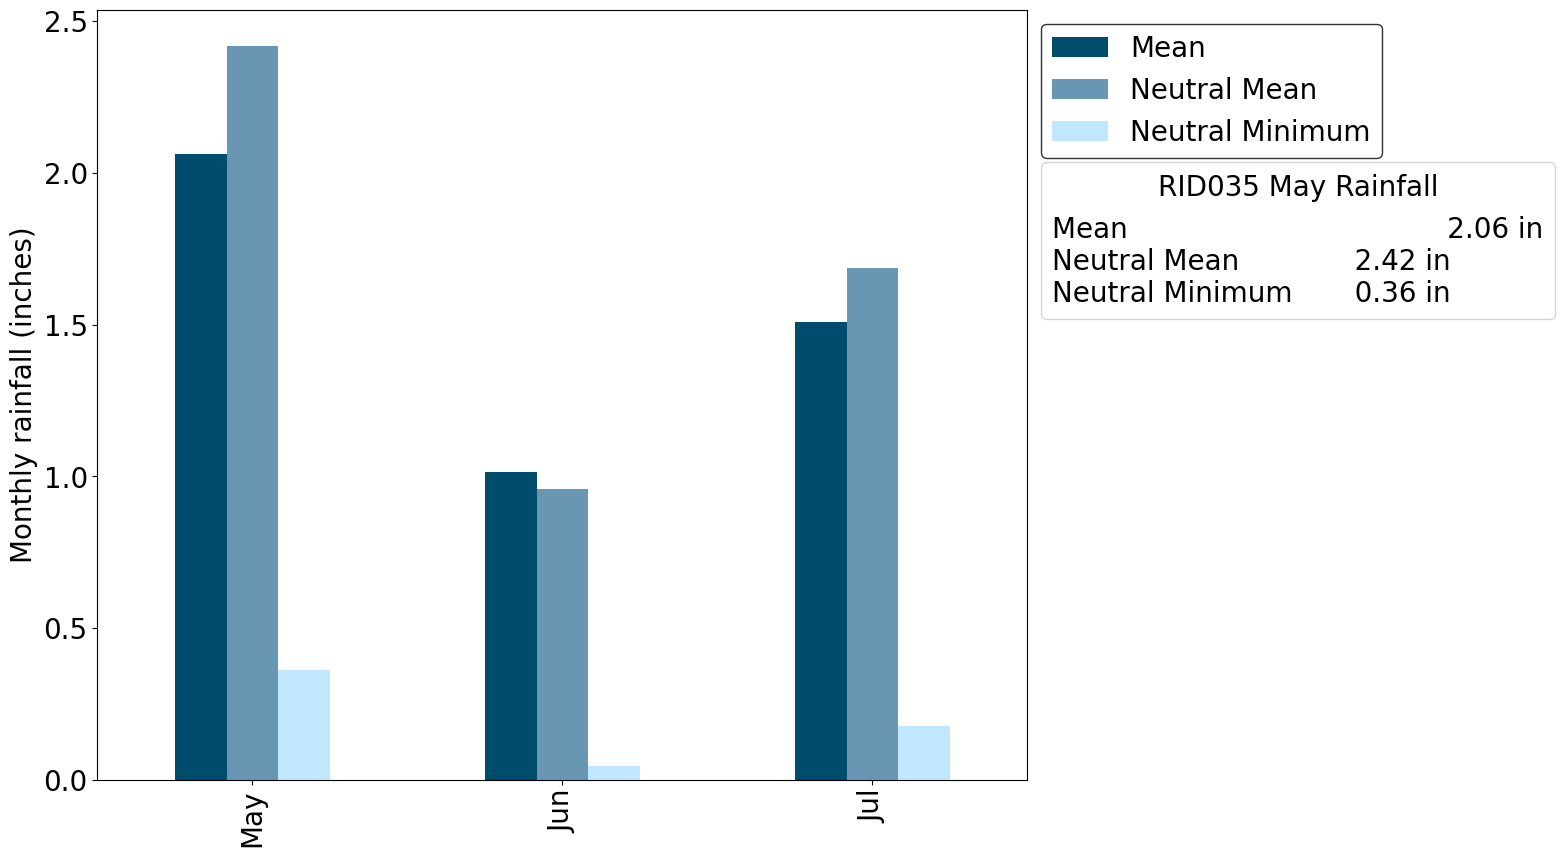 Monthly rainfall (inches)
2.5
2.0
1.5
1.0
0.5
0.0
May
Jun
Jul
Mean
Neutral Mean
Neutral Minimum
RID035 May Rainfall
Mean 2.06 in
Neutral Mean 2.42 in
Neutral Minimum 0.36 in